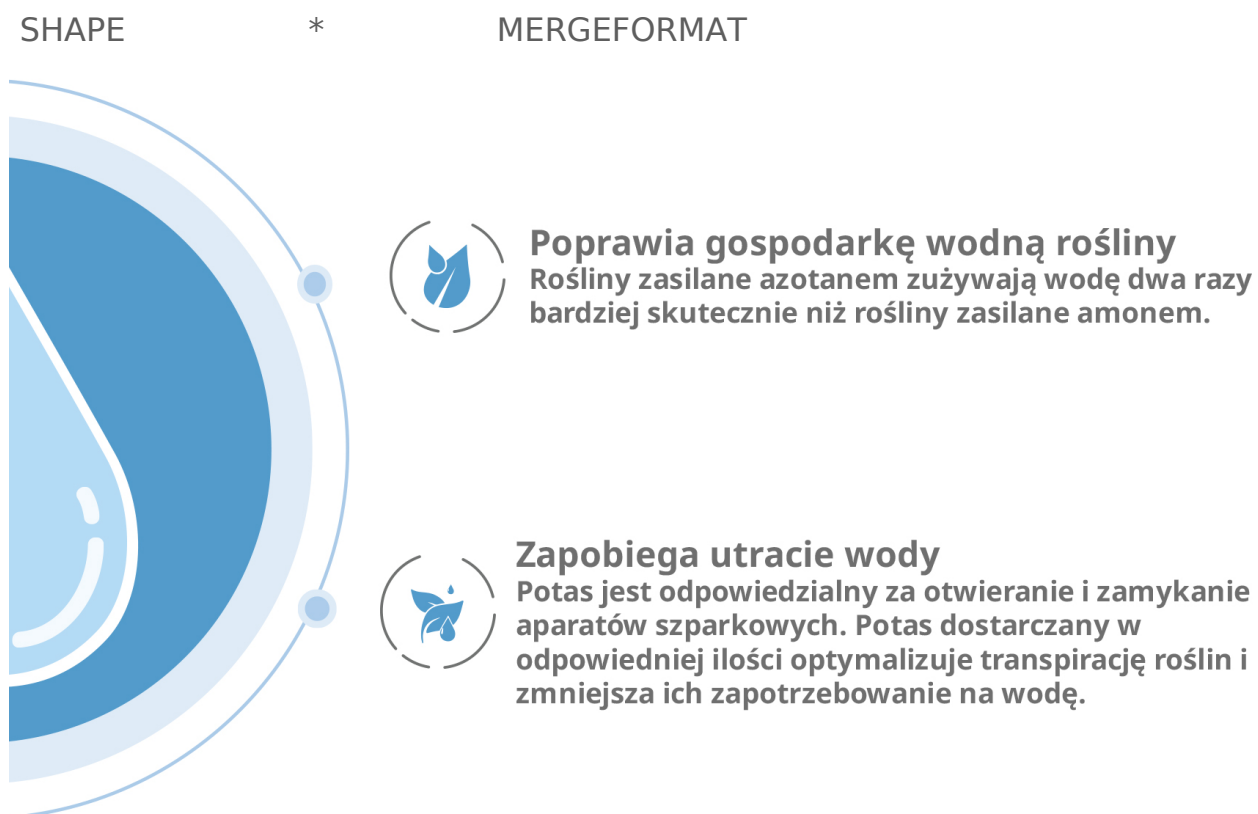 SHAPE * MERGEFORMAT
Poprawia gospodarkę wodną rośliny
Rośliny zasilane azotanem zużywają wodę dwa razy
bardziej skutecznie niż rośliny zasilane amonem.
Zapobiega utracie wody
Potas jest odpowiedzialny za otwieranie i zamykanie
aparatów szparkowych. Potas dostarczany w
odpowiedniej ilości optymalizuje transpirację roślin i
zmniejsza ich zapotrzebowanie na wodę.